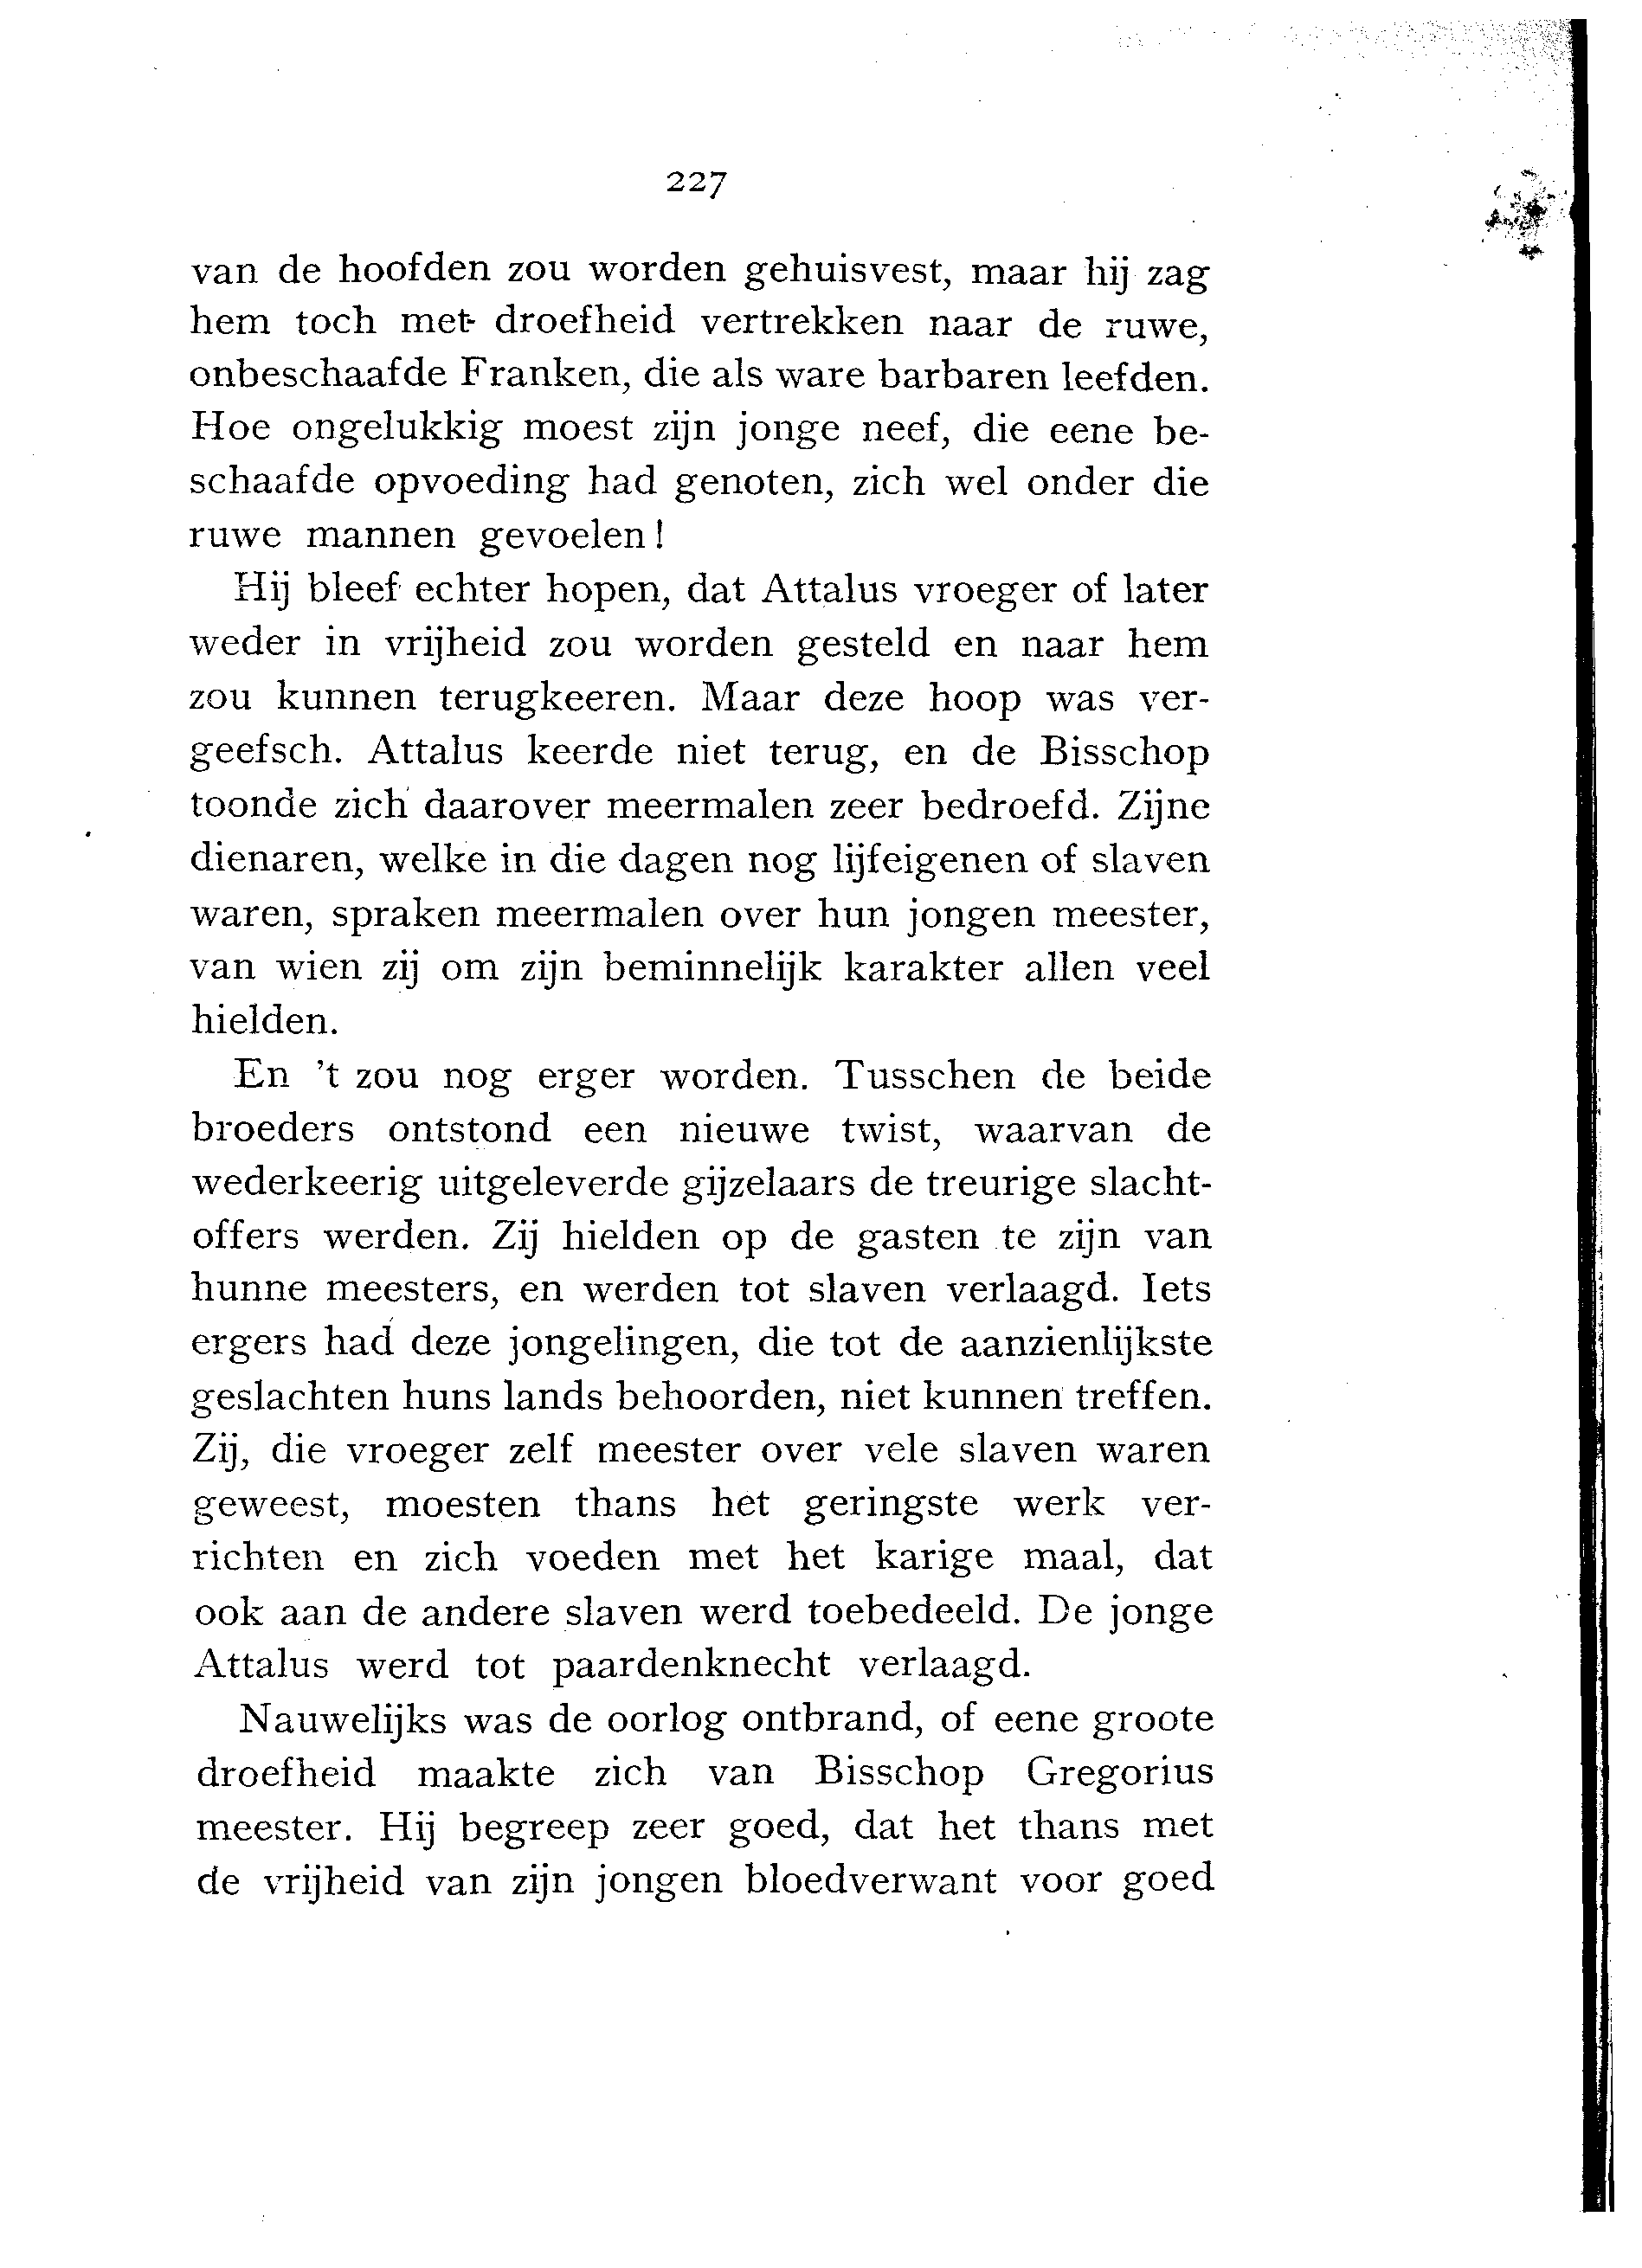 227
van de hoofden zou worden gehuisvest, maar hij zag
hem toch met droefheid vertrekken naar de ruwe,
onbeschaafde Franken, die als ware barbaren leefden.
Hoe ongelukkig moest zijn jonge neef, die eene be-
schaafde opvoeding had genoten, zich wel onder die
ruwe mannen gevoelen!
Hij bleef echter hopen, dat Attalus vroeger of later
weder in vrijheid zou worden gesteld en naar hem
zou kunnen terugkeeren. Maar deze hoop was ver-
geefsch. Attalus keerde niet terug, en de Bisschop
toonde zich daarover meermalen zeer bedroefd. Zijne
dienaren, welke in die dagen nog lijfeigenen of slaven
waren, spraken meermalen over hun jongen meester,
van wien zij om zijn beminnelijk karakter allen veel
hielden.
En 't zou nog erger worden. Tusschen de beide
broeders ontstond een nieuwe twist, waarvan de
wederkeerig uitgeleverde gijzelaars de treurige slacht-
offers werden. Zij hielden op de gasten te zijn van
hunne meesters, en werden tot slaven verlaagd. Iets
ergers had deze jongelingen, die tot de aanzienlijkste
geslachten huns lands behoorden, niet kunnen treffen.
Zij, die vroeger zelf meester over vele slaven waren
geweest, moesten thans het geringste werk ver-
richten en zich voeden met het karige maal, dat
ook aan de andere slaven werd toebedeeld. De jonge
Attalus werd tot paardenknecht verlaagd.
Nauwelijks was de oorlog ontbrand, of eene groote
droefheid maakte zich van Bisschop Gregorius
meester. Hij begreep zeer goed, dat het thans met
de vrijheid van zijn jongen bloedverwant voor goed